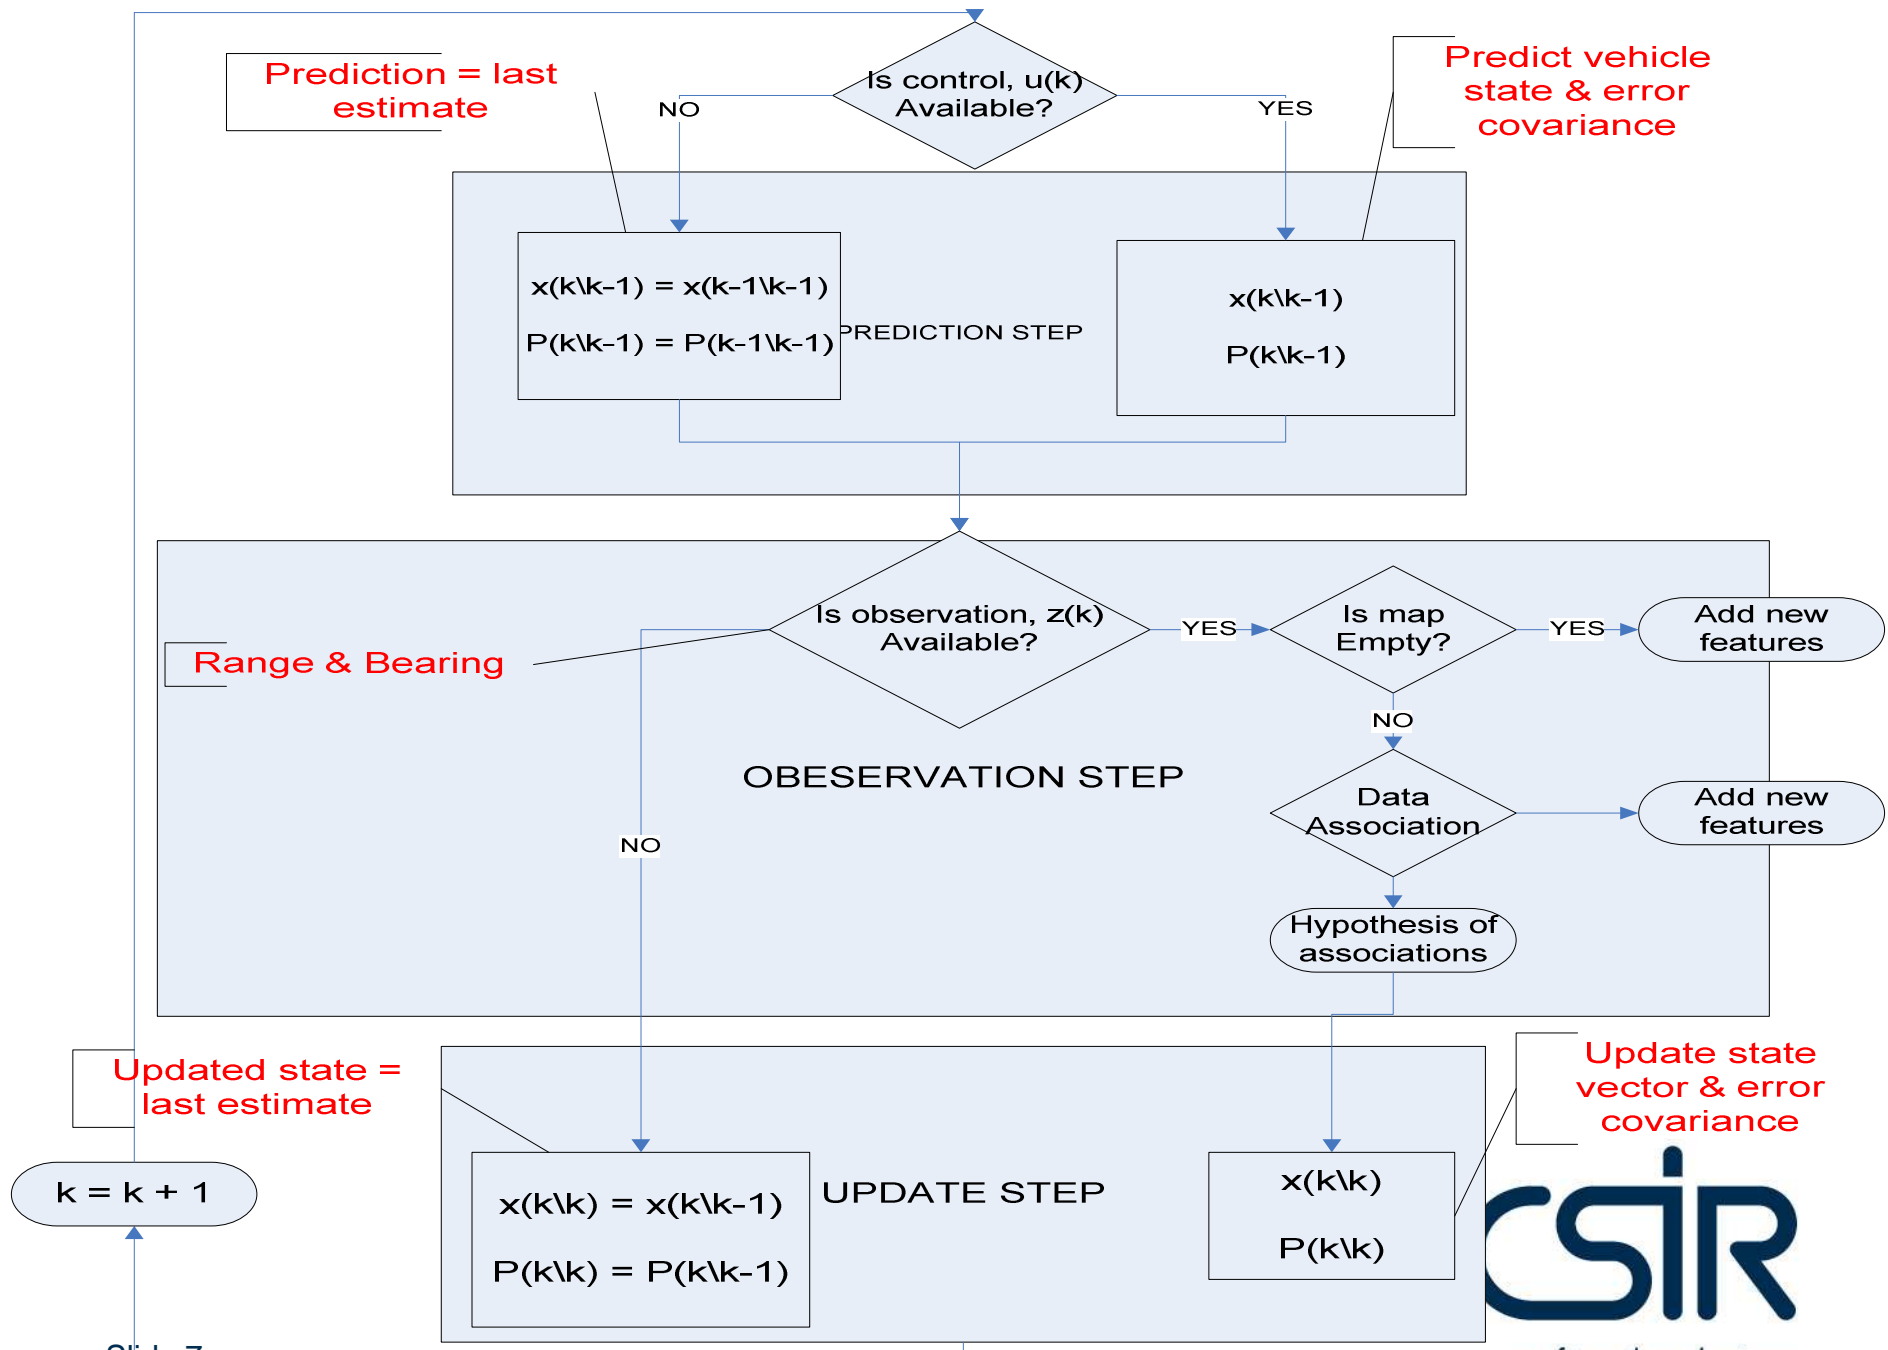 Prediction = last
estimate
Is control, u(k)
Available?
Predict vehicle
state & error
covariance
NO
YES
x(k\k-1) = x(k-1\k-1)
P(k\k-1) = P(k-1\k-1)
PREDICTION STEP
x(k\k-1)
P(k\k-1)
Is observation, z(k)
Available?
YES
Is map
Empty?
YES
Add new
features
Range & Bearing
NO
OBESERVATION STEP
Data
Association
Add new
features
NO
Hypothesis of
associations
Updated state =
last estimate
Update state
vector & error
covariance
k = k + 1
x(k\k) = x(k\k-1)
P(k\k) = P(k\k-1)
UPDATE STEP
x(k\k)
P(k\k)
CSIR
Slide 7